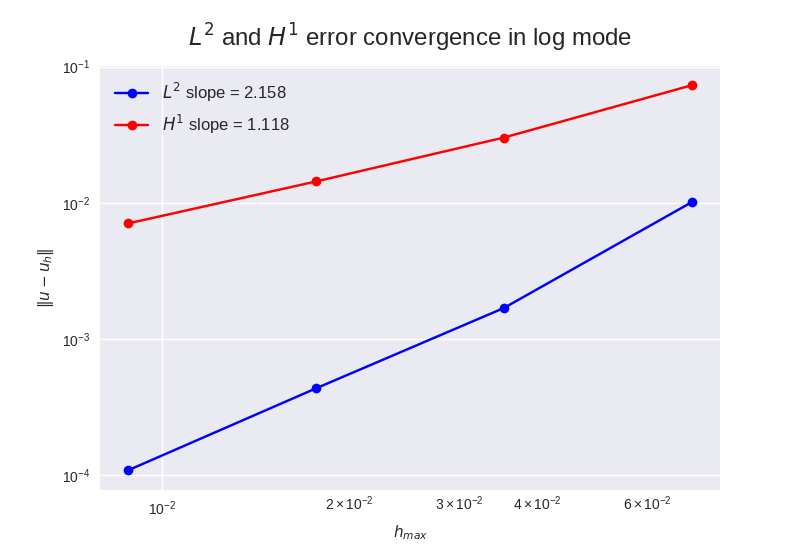 L² and H¹ error convergence in log mode
L² slope = 2.158
H¹ slope = 1.118
10⁻¹
10⁻²
10⁻³
10⁻⁴
‖u − uₕ‖
10⁻² 2 × 10⁻² 3 × 10⁻² 4 × 10⁻² 6 × 10⁻²
hₘₐₓ